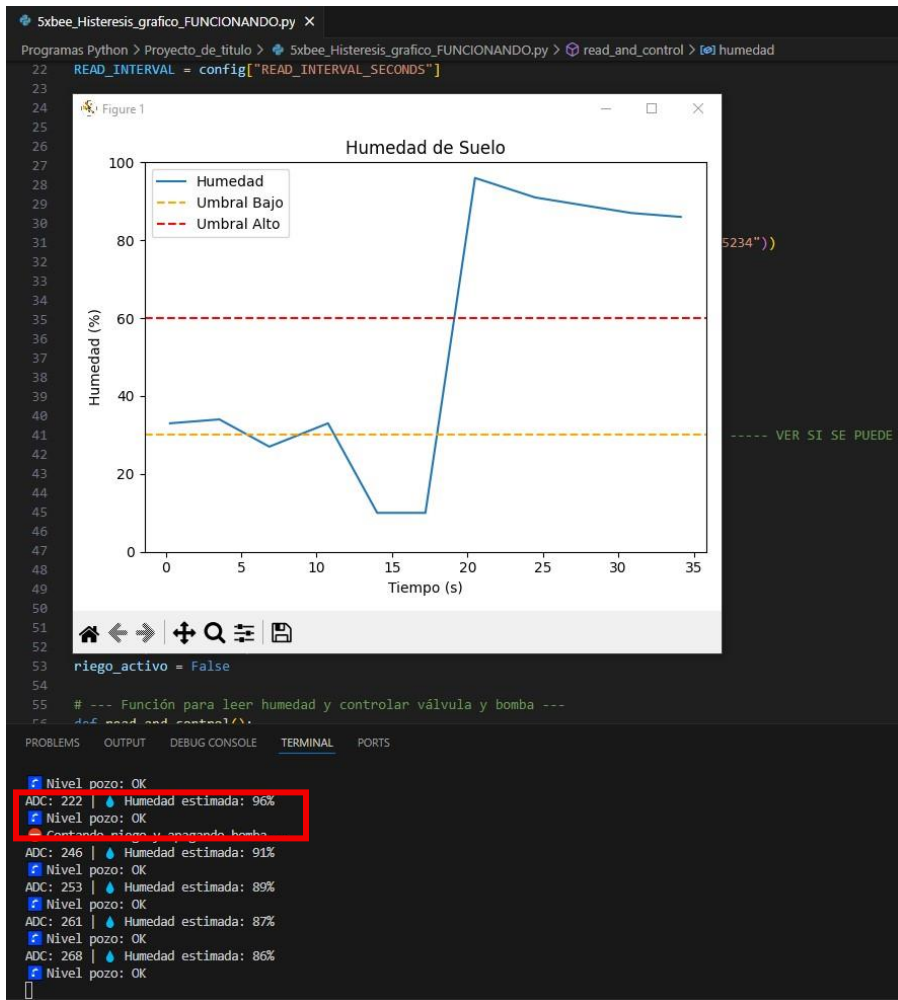 5xbee_Histeresis_grafico_FUNCIONANDO.py ×
Programas Python > Proyecto_de_titulo > 5xbee_Histeresis_grafico_FUNCIONANDO.py > read_and_control > humedad
22 READ_INTERVAL = config["READ_INTERVAL_SECONDS"]
23
24
Figure 1
25
26
Humedad de Suelo
27
28
29
30
31 5234"))
32
33
34
35
36
37
38
39
40
41 ----- VER SI SE PUEDE
42
43
44
45
46
47
48
49
50
51
52
100
80
60
40
20
0
Humedad (%)
Humedad
Umbral Bajo
Umbral Alto
0 5 10 15 20 25 30 35
Tiempo (s)
53 riego_activo = False
54
55 # --- Función para leer humedad y controlar válvula y bomba ---
56 def read_and_control():
PROBLEMS OUTPUT DEBUG CONSOLE TERMINAL PORTS
Nivel pozo: OK
ADC: 222 | 💧 Humedad estimada: 96%
Nivel pozo: OK
⛔ Cortando riego y apagando bomba
ADC: 246 | 💧 Humedad estimada: 91%
Nivel pozo: OK
ADC: 253 | 💧 Humedad estimada: 89%
Nivel pozo: OK
ADC: 261 | 💧 Humedad estimada: 87%
Nivel pozo: OK
ADC: 268 | 💧 Humedad estimada: 86%
Nivel pozo: OK